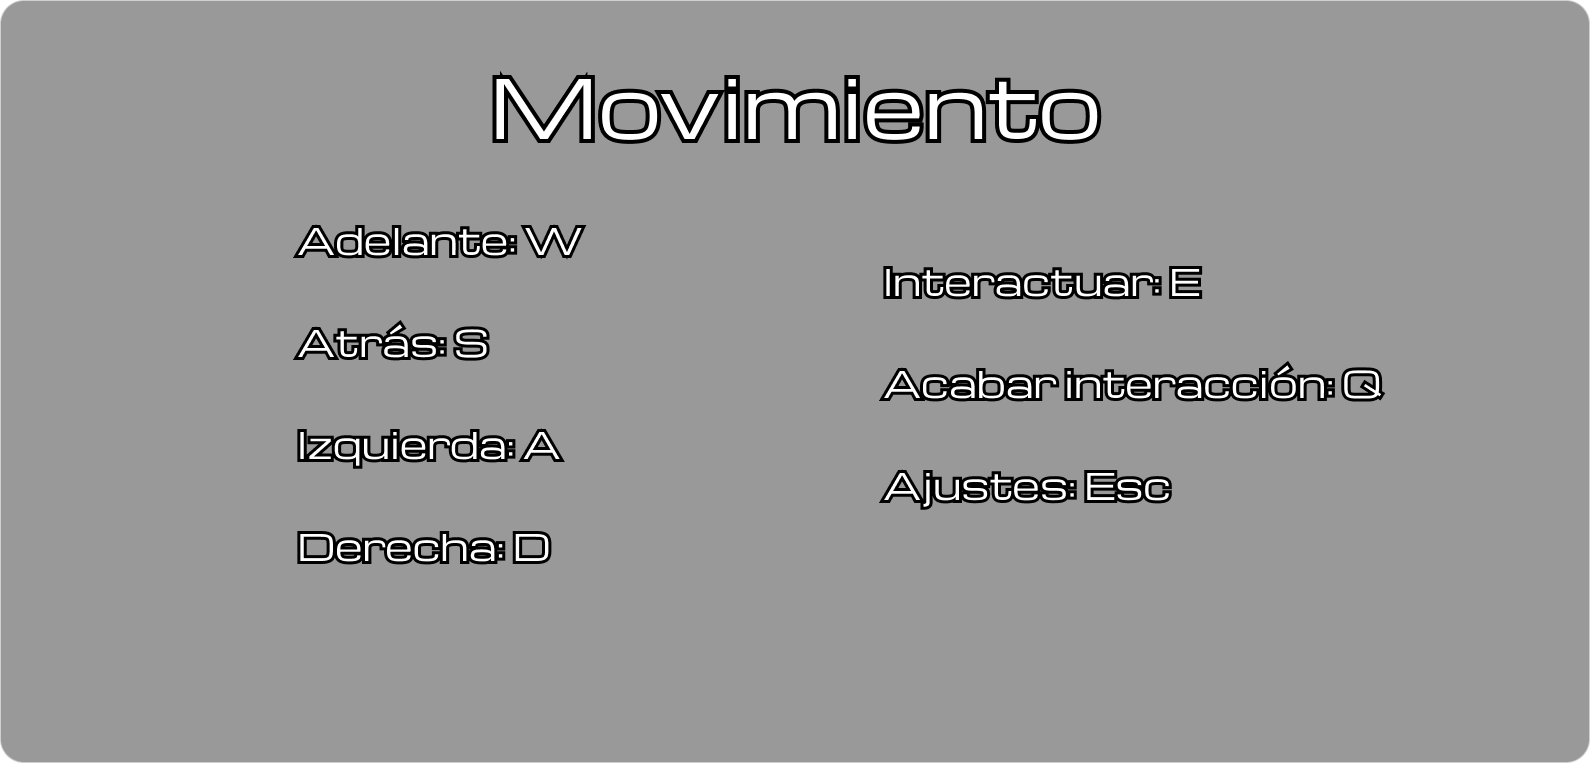 Movimiento
Adelante: W
Atrás: S
Izquierda: A
Derecha: D
Interactuar: E
Acabar interacción: Q
Ajustes: Esc